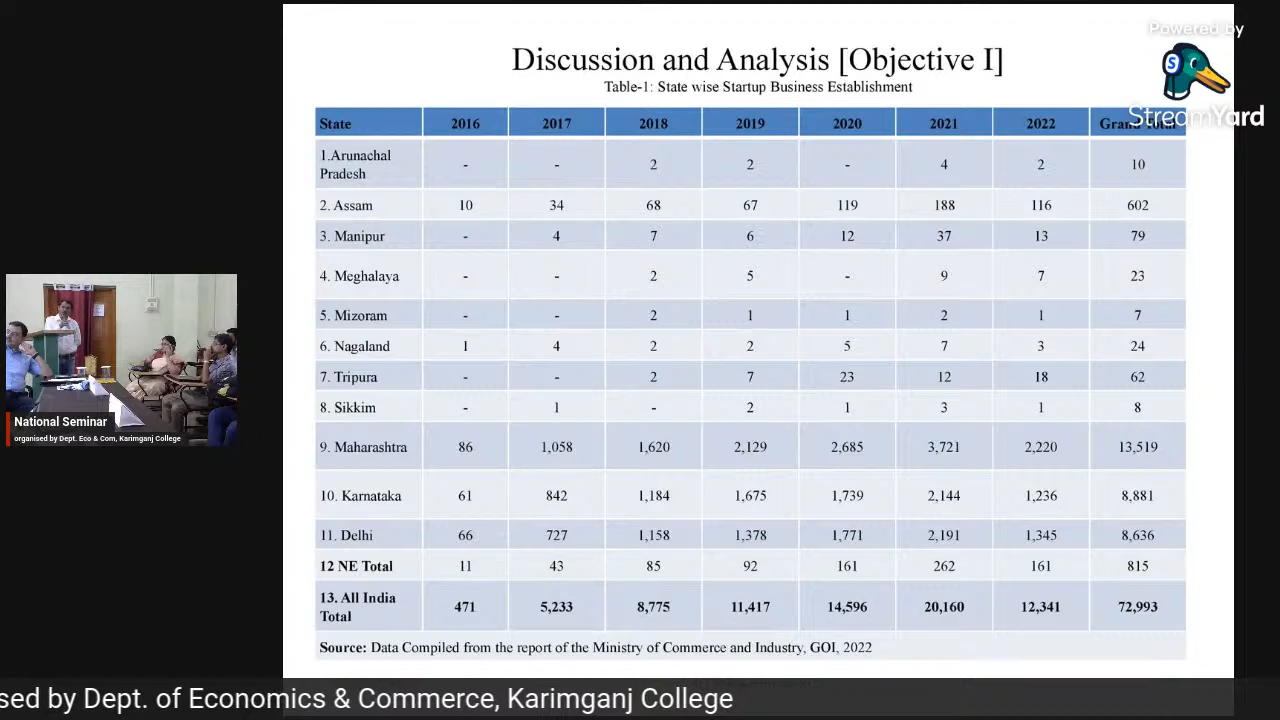 Powered by
StreamYard
Discussion and Analysis [Objective I]
Table-1: State wise Startup Business Establishment
State 2016 2017 2018 2019 2020 2021 2022 Grand Total
1.Arunachal Pradesh - - 2 2 - 4 2 10
2. Assam 10 34 68 67 119 188 116 602
3. Manipur - 4 7 6 12 37 13 79
4. Meghalaya - - 2 5 - 9 7 23
5. Mizoram - - 2 1 1 2 1 7
6. Nagaland 1 4 2 2 5 7 3 24
7. Tripura - - 2 7 23 12 18 62
8. Sikkim - 1 - 2 1 3 1 8
9. Maharashtra 86 1,058 1,620 2,129 2,685 3,721 2,220 13,519
10. Karnataka 61 842 1,184 1,675 1,739 2,144 1,236 8,881
11. Delhi 66 727 1,158 1,378 1,771 2,191 1,345 8,636
12 NE Total 11 43 85 92 161 262 161 815
13. All India Total 471 5,233 8,775 11,417 14,596 20,160 12,341 72,993
Source: Data Compiled from the report of the Ministry of Commerce and Industry, GOI, 2022
National Seminar
organised by Dept. Eco & Com, Karimganj College
sed by Dept. of Economics & Commerce, Karimganj College